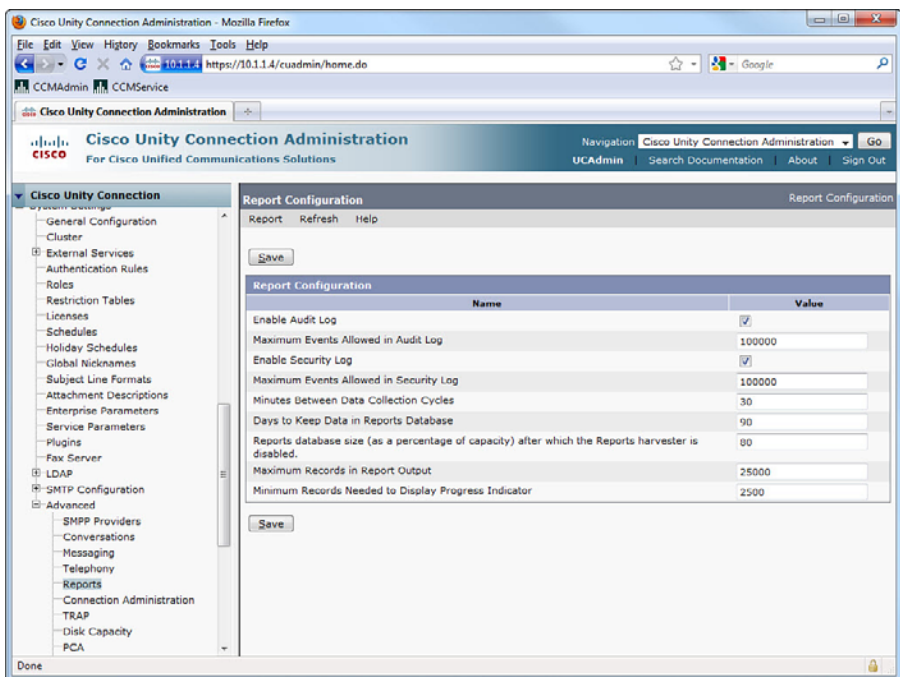 Cisco Unity Connection Administration - Mozilla Firefox
File Edit View History Bookmarks Tools Help
10.1.1.4 https://10.1.1.4/cuadmin/home.do
Google
CCMAdmin CCMService
Cisco Unity Connection Administration
CISCO
Cisco Unity Connection Administration
For Cisco Unified Communications Solutions
Navigation Cisco Unity Connection Administration Go
UCAdmin | Search Documentation | About | Sign Out
Cisco Unity Connection
System Settings
General Configuration
Cluster
External Services
Authentication Rules
Roles
Restriction Tables
Licenses
Schedules
Holiday Schedules
Global Nicknames
Subject Line Formats
Attachment Descriptions
Enterprise Parameters
Service Parameters
Plugins
Fax Server
LDAP
SMTP Configuration
Advanced
SMPP Providers
Conversations
Messaging
Telephony
Reports
Connection Administration
TRAP
Disk Capacity
PCA
Report Configuration
Report Configuration
Report Refresh Help
Save
Report Configuration
Name Value
Enable Audit Log
Maximum Events Allowed in Audit Log 100000
Enable Security Log
Maximum Events Allowed in Security Log 100000
Minutes Between Data Collection Cycles 30
Days to Keep Data in Reports Database 90
Reports database size (as a percentage of capacity) after which the Reports harvester is 80
disabled.
Maximum Records in Report Output 25000
Minimum Records Needed to Display Progress Indicator 2500
Save
Done